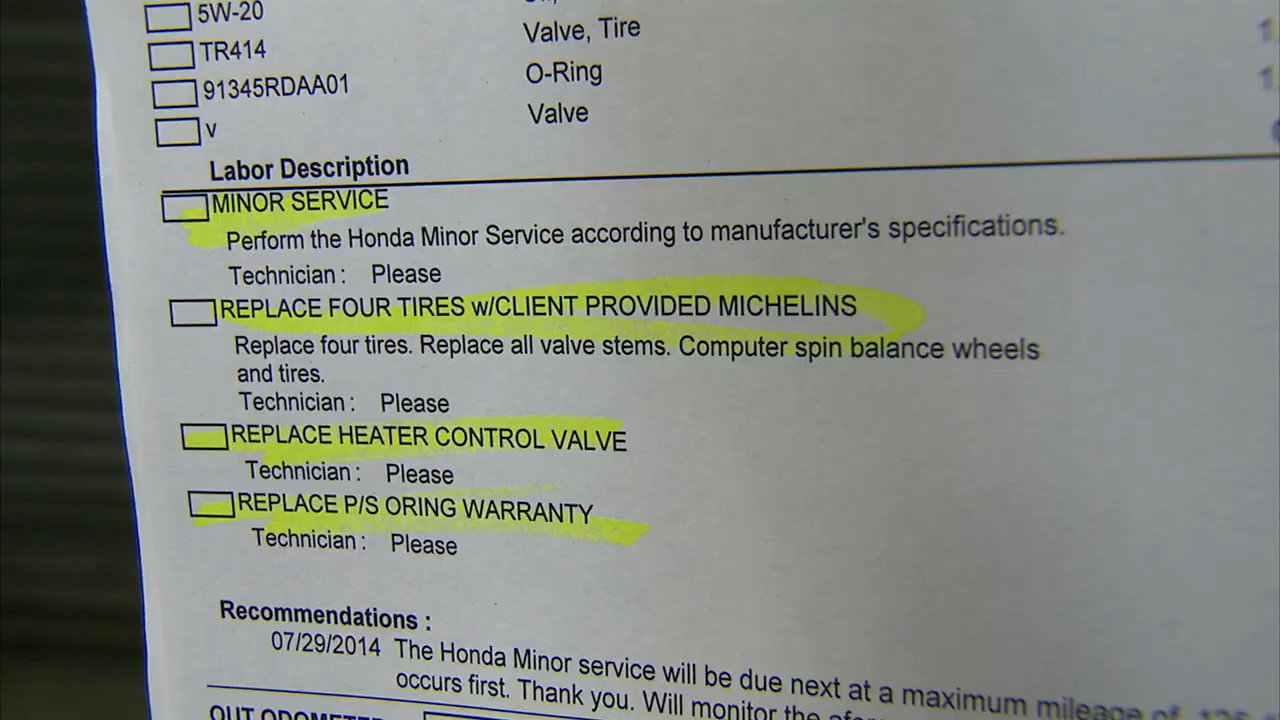 5W-20
TR414 Valve, Tire
91345RDAA01 O-Ring
v Valve
Labor Description
MINOR SERVICE
Perform the Honda Minor Service according to manufacturer's specifications.
Technician: Please
REPLACE FOUR TIRES w/CLIENT PROVIDED MICHELINS
Replace four tires. Replace all valve stems. Computer spin balance wheels
and tires.
Technician: Please
REPLACE HEATER CONTROL VALVE
Technician: Please
REPLACE P/S ORING WARRANTY
Technician: Please
Recommendations :
07/29/2014 The Honda Minor service will be due next at a maximum mileage of
occurs first. Thank you. Will monitor the
OUT ODOMETER